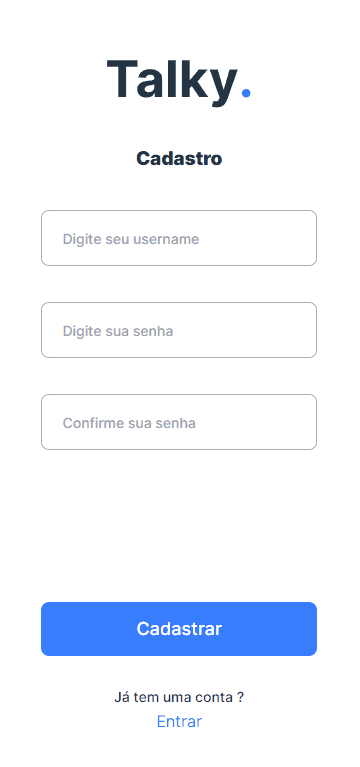 Talky.
Cadastro
Digite seu username
Digite sua senha
Confirme sua senha
Cadastrar
Já tem uma conta ?
Entrar